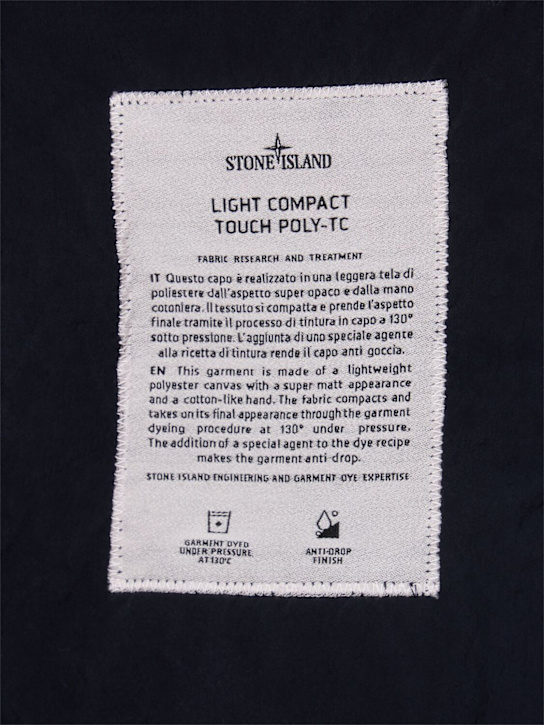 STONE ISLAND
LIGHT COMPACT
TOUCH POLY-TC
FABRIC RESEARCH AND TREATMENT
IT Questo capo è realizzato in una leggera tela di
poliestere dall'aspetto super opaco e dalla mano
cotoniera. Il tessuto si compatta e prende l'aspetto
finale tramite il processo di tintura in capo a 130°
sotto pressione. L'aggiunta di uno speciale agente
alla ricetta di tintura rende il capo anti goccia.
EN This garment is made of a lightweight
polyester canvas with a super matt appearance
and a cotton-like hand. The fabric compacts and
takes on its final appearance through the garment
dyeing procedure at 130° under pressure.
The addition of a special agent to the dye recipe
makes the garment anti-drop.
STONE ISLAND ENGINEERING AND GARMENT DYE EXPERTISE
GARMENT DYED
UNDER PRESSURE
AT 130°C
ANTI-DROP
FINISH